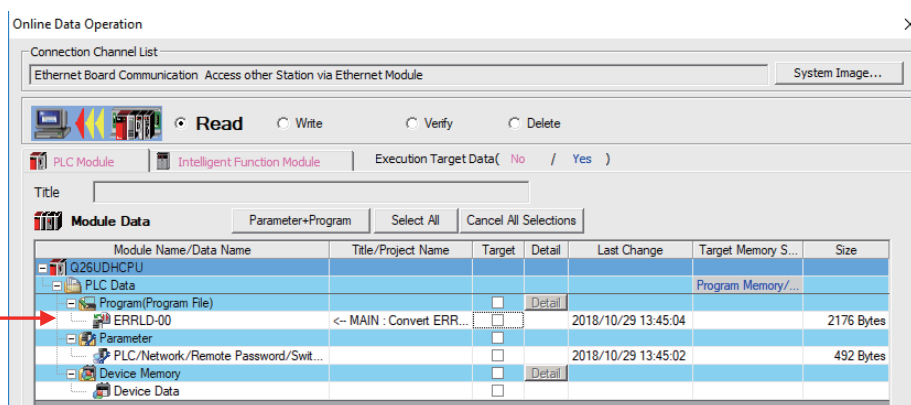 Online Data Operation
Connection Channel List
Ethernet Board Communication Access other Station via Ethernet Module
System Image...
Read Write Verify Delete
PLC Module Intelligent Function Module Execution Target Data( No / Yes )
Title
Module Data Parameter+Program Select All Cancel All Selections
Module Name/Data Name Title/Project Name Target Detail Last Change Target Memory S... Size
Q26UDHCPU
PLC Data Program Memory/...
Program(Program File) Detail
ERRLD-00 <-- MAIN : Convert ERR... 2018/10/29 13:45:04 2176 Bytes
Parameter
PLC/Network/Remote Password/Swit... 2018/10/29 13:45:02 492 Bytes
Device Memory Detail
Device Data